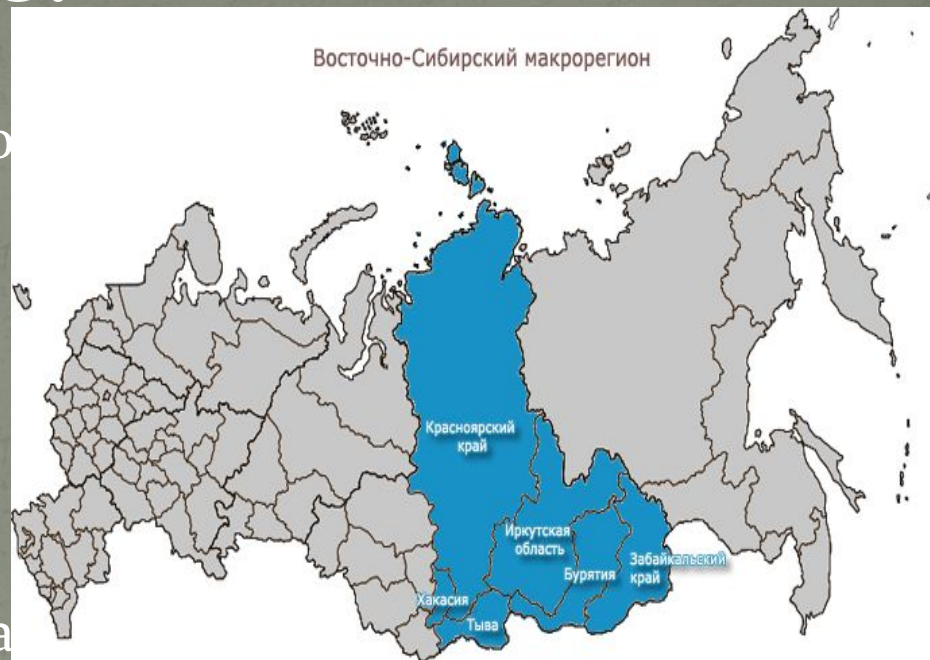 Восточно-Сибирский макрорегион
Красноярский
край
Иркутская
область
Бурятия
Забайкальский
край
Хакасия
Тыва